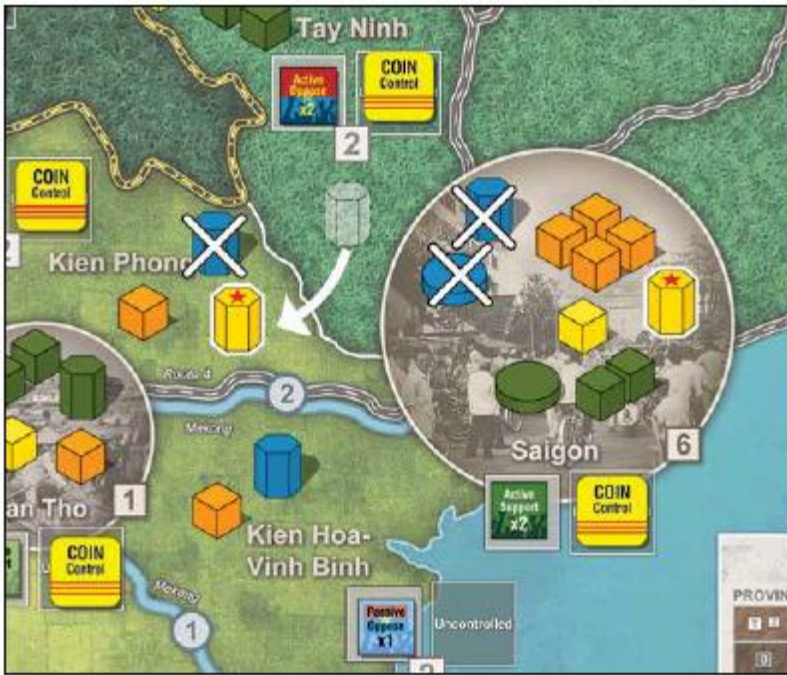 Tay Ninh
Active
Oppose
x2
COIN
Control
2
COIN
Control
Kien Phong
Route 4
2
Mekong
Saigon
6
1
an Tho
Kien Hoa-
Vinh Binh
Active
Support
x2
COIN
Control
COIN
Control
Mekong
1
Passive
Oppose
x1
Uncontrolled
PROVIN